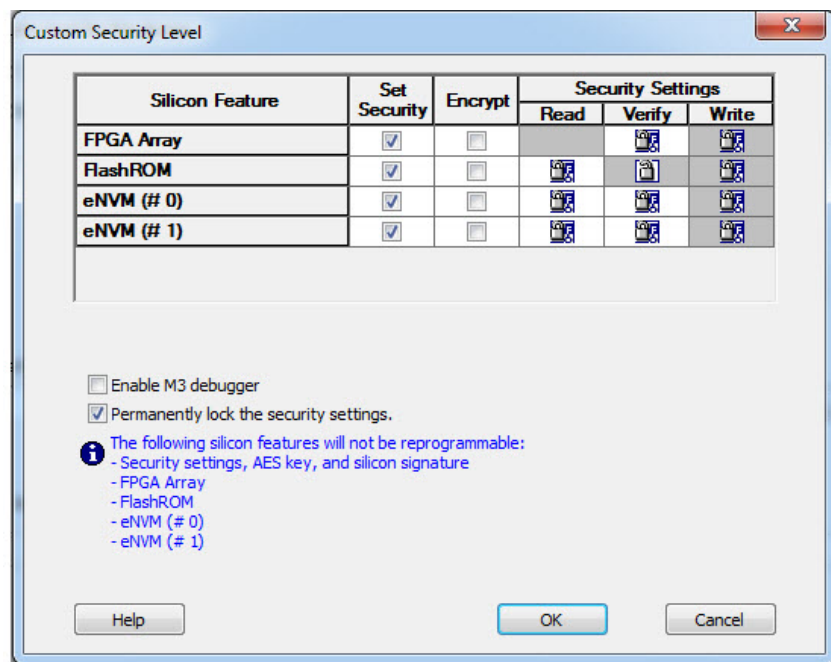 Custom Security Level
Silicon Feature
Set Security
Encrypt
Security Settings
Read Verify Write
FPGA Array
FlashROM
eNVM (# 0)
eNVM (# 1)
Enable M3 debugger
Permanently lock the security settings.
The following silicon features will not be reprogrammable:
- Security settings, AES key, and silicon signature
- FPGA Array
- FlashROM
- eNVM (# 0)
- eNVM (# 1)
Help OK Cancel